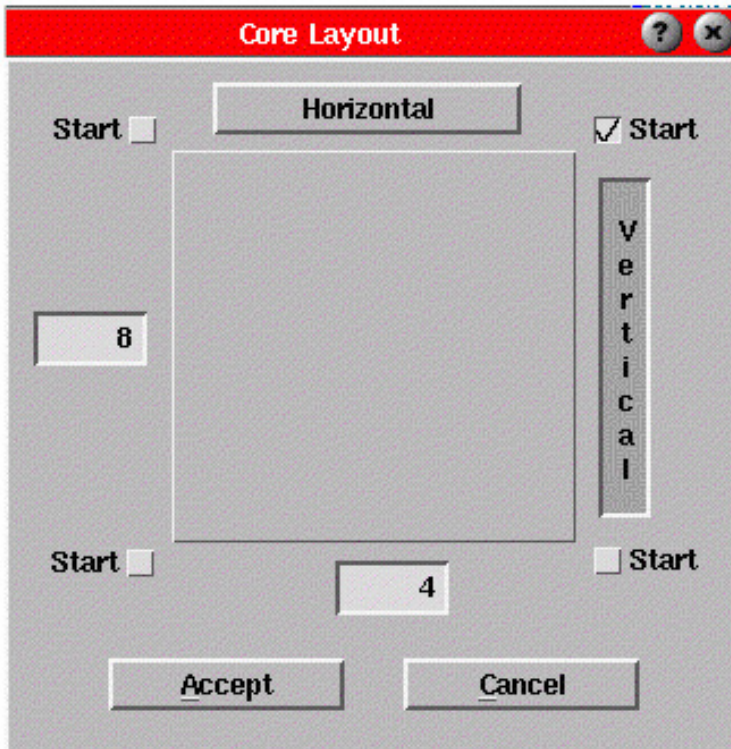 Core Layout ? x
Horizontal
Start Start
Vertical
8
Start Start
4
Accept Cancel